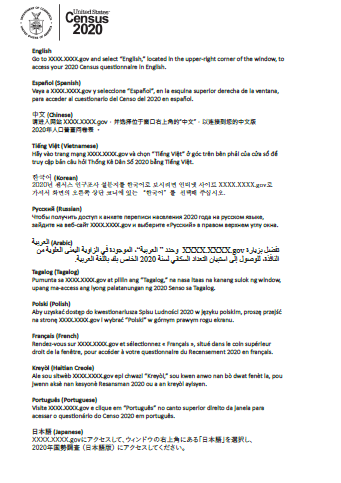 United States®
Census
2020
English
Go to XXXX.XXXX.gov and select "English," located in the upper-right corner of the window, to
access your 2020 Census questionnaire in English.
Español (Spanish)
Vaya a XXXX.XXXX.gov y seleccione "Español", en la esquina superior derecha de la ventana,
para acceder al cuestionario del Censo del 2020 en español.
中文 (Chinese)
请进入网站 XXXX.XXXX.gov，并选择位于窗口右上角的"中文"，以连接到您的中文版
2020年人口普查问卷表 。
Tiếng Việt (Vietnamese)
Hãy vào trang mạng XXXX.XXXX.gov và chọn "Tiếng Việt" ở góc trên bên phải của cửa sổ để
truy cập bản câu hỏi Thống Kê Dân Số 2020 bằng Tiếng Việt.
한국어 (Korean)
2020년 센서스 인구조사 설문지를 한국어로 보시려면 인터넷 사이트 XXXX.XXXX.gov로
가시서 화면의 오른쪽 상단 코너에 있는 "한국어"를 선택해 주십시오.
Русский (Russian)
Чтобы получить доступ к анкете переписи населения 2020 года на русском языке,
зайдите на веб-сайт XXXX.XXXX.gov и выберите «Русский» в правом верхнем углу окна.
العربية (Arabic)
تفضل بزيارة XXXX.XXXX.gov وحدد "العربية"، الموجودة في الزاوية اليمنى العلوية من
النافذة، للوصول إلى استبيان التعداد السكاني لسنة 2020 الخاص بك باللغة العربية.
Tagalog (Tagalog)
Pumunta sa XXXX.XXXX.gov at piliin ang "Tagalog," na nasa itaas na kanang sulok ng window,
upang ma-access ang iyong palatanungan ng 2020 Senso sa Tagalog.
Polski (Polish)
Aby uzyskać dostęp do kwestionariusza Spisu Ludności 2020 w języku polskim, proszę przejść
na stronę XXXX.XXXX.gov i wybrać "Polski" w górnym prawym rogu ekranu.
Français (French)
Rendez-vous sur XXXX.XXXX.gov et sélectionnez « Français », situé dans le coin supérieur
droit de la fenêtre, pour accéder à votre questionnaire du Recensement 2020 en français.
Kreyòl (Haitian Creole)
Ale sou sitwèb XXXX.XXXX.gov epi chwazi "Kreyòl," sou kwen anwo nan bò dwat fenèt la, pou
jwenn aksè nan kesyonè Resansman 2020 ou a an kreyòl ayisyen.
Português (Portuguese)
Visite XXXX.XXXX.gov e clique em "Português" no canto superior direito da janela para
acessar o questionário do Censo 2020 em português.
日本語 (Japanese)
XXXX.XXXX.govにアクセスして、ウィンドウの右上角にある「日本語」を選択し、
2020年国勢調査（日本語版）にアクセスしてください。